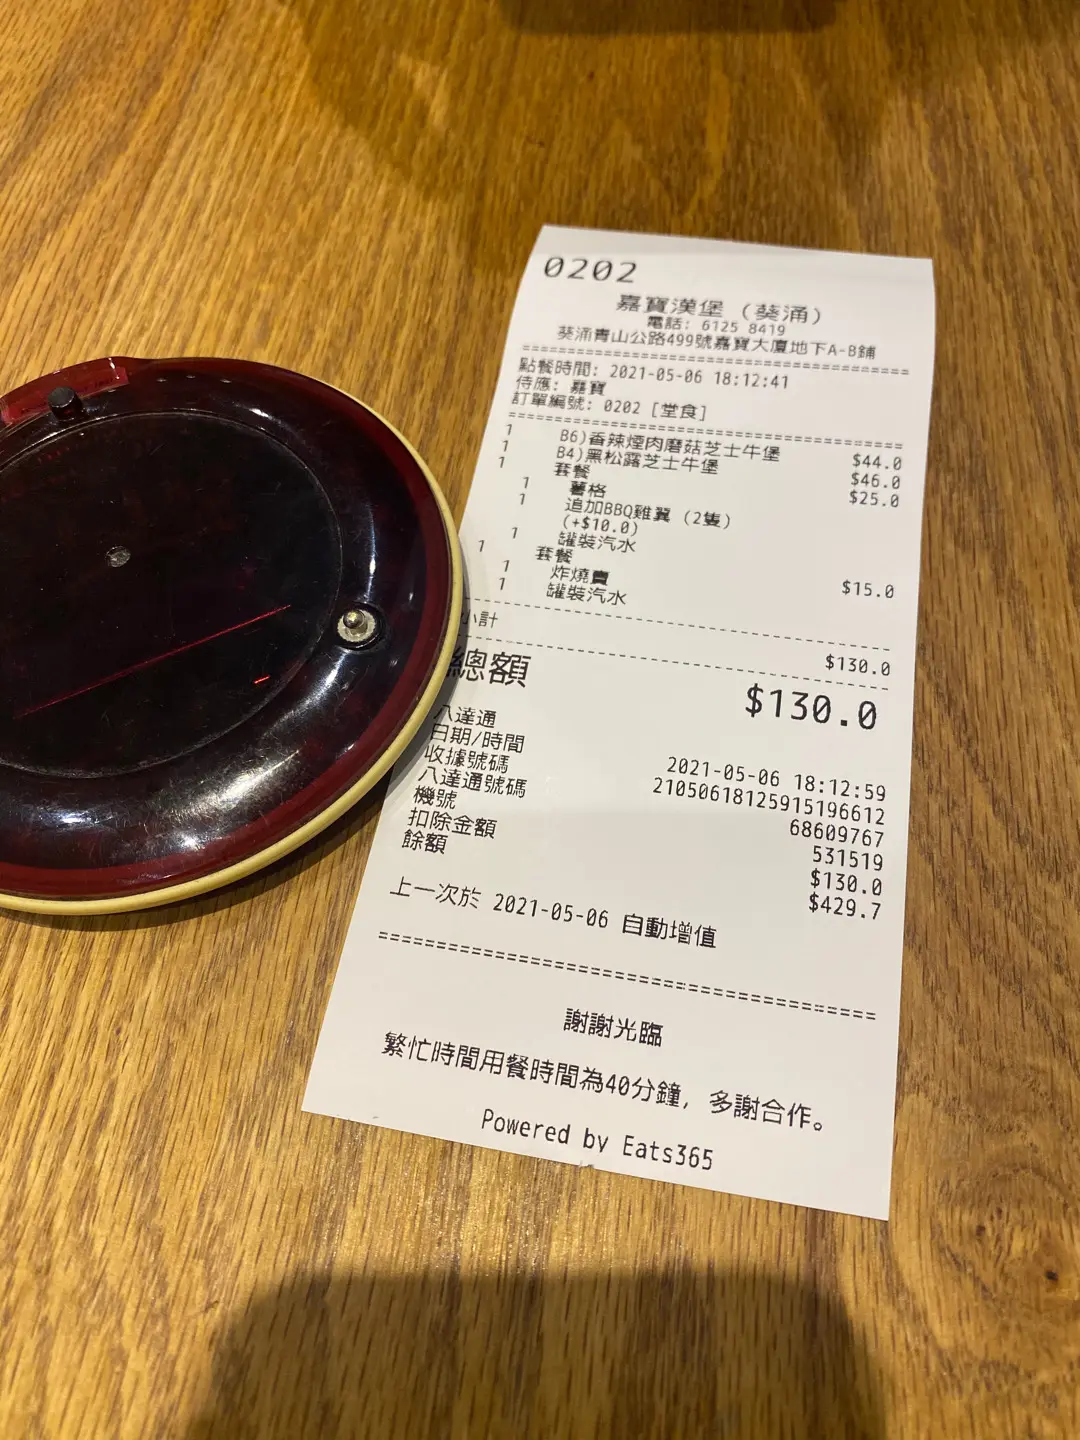 0202
嘉寶漢堡 (葵涌)
電話: 6125 8419
葵涌青山公路499號嘉寶大廈地下A-B鋪
點餐時間: 2021-05-06 18:12:41
侍應: 嘉寶
訂單編號: 0202 [堂食]
1 B6)香辣煙肉磨菇芝士牛堡 $44.0
1 B4)黑松露芝士牛堡 $46.0
1 套餐 $25.0
1 薯格
1 追加BBQ雞翼 (2隻)
(+$10.0)
1 罐裝汽水
1 套餐 $15.0
1 炸燒賣
1 罐裝汽水
小計 $130.0
總額 $130.0
八達通
日期/時間 2021-05-06 18:12:59
收據號碼 21050618125915196612
八達通號碼 68609767
機號 531519
扣除金額 $130.0
餘額 $429.7
上一次於 2021-05-06 自動增值
謝謝光臨
繁忙時間用餐時間為40分鐘, 多謝合作。
Powered by Eats365